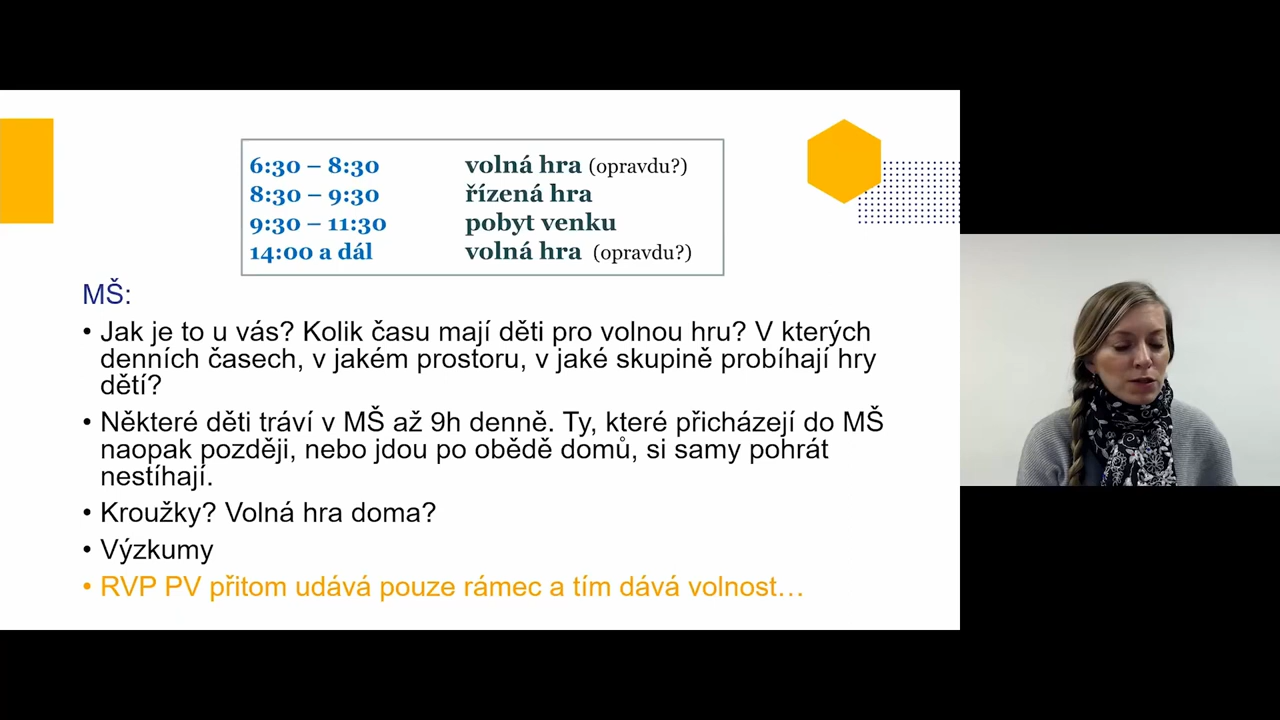 6:30 – 8:30 volná hra (opravdu?)
8:30 – 9:30 řízená hra
9:30 – 11:30 pobyt venku
14:00 a dál volná hra (opravdu?)
MŠ:
• Jak je to u vás? Kolik času mají děti pro volnou hru? V kterých
denních časech, v jakém prostoru, v jaké skupině probíhají hry
dětí?
• Některé děti tráví v MŠ až 9h denně. Ty, které přicházejí do MŠ
naopak později, nebo jdou po obědě domů, si samy pohrát
nestíhají.
• Kroužky? Volná hra doma?
• Výzkumy
• RVP PV přitom udává pouze rámec a tím dává volnost…